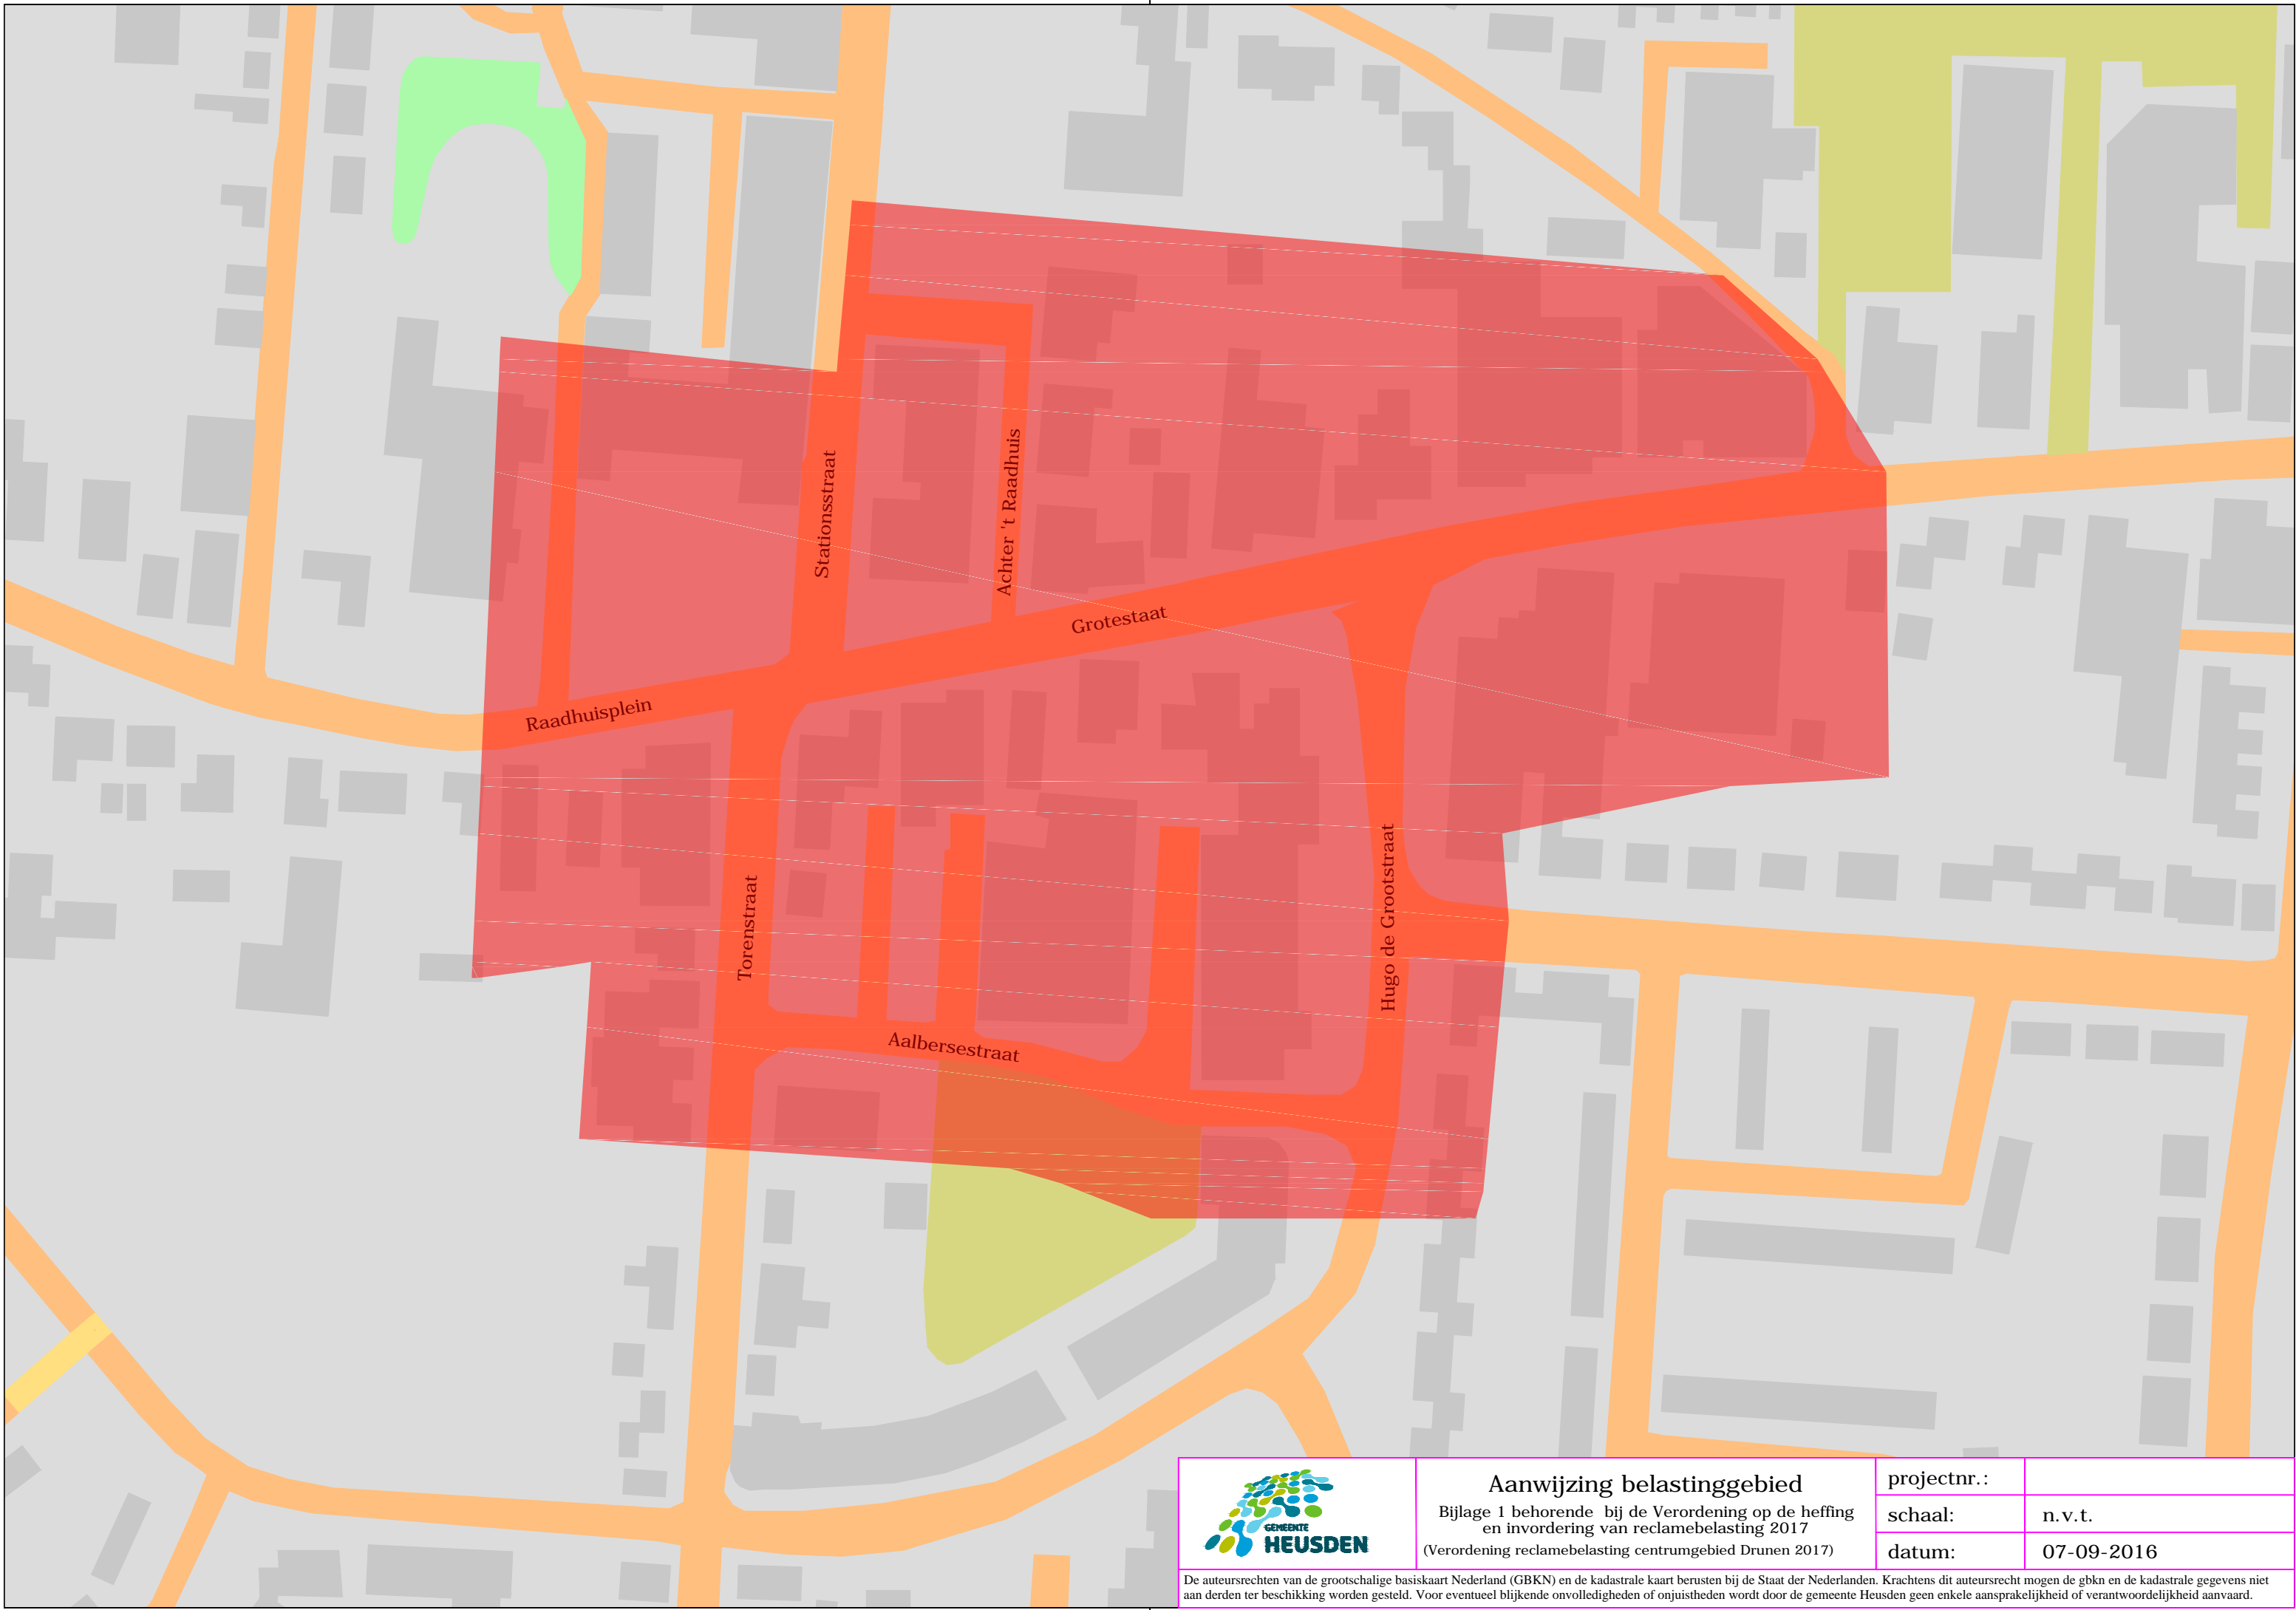 Stationsstraat
Achter 't Raadhuis
Grotestaat
Raadhuisplein
Torenstraat
Hugo de Grootstraat
Aalbersestraat
GEMEENTE
HEUSDEN
Aanwijzing belastinggebied
Bijlage 1 behorende bij de Verordening op de heffing
en invordering van reclamebelasting 2017
(Verordening reclamebelasting centrumgebied Drunen 2017)
projectnr.:
schaal: n.v.t.
datum: 07-09-2016
De auteursrechten van de grootschalige basiskaart Nederland (GBKN) en de kadastrale kaart berusten bij de Staat der Nederlanden. Krachtens dit auteursrecht mogen de gbkn en de kadastrale gegevens niet
aan derden ter beschikking worden gesteld. Voor eventueel blijkende onvolledigheden of onjuistheden wordt door de gemeente Heusden geen enkele aansprakelijkheid of verantwoordelijkheid aanvaard.